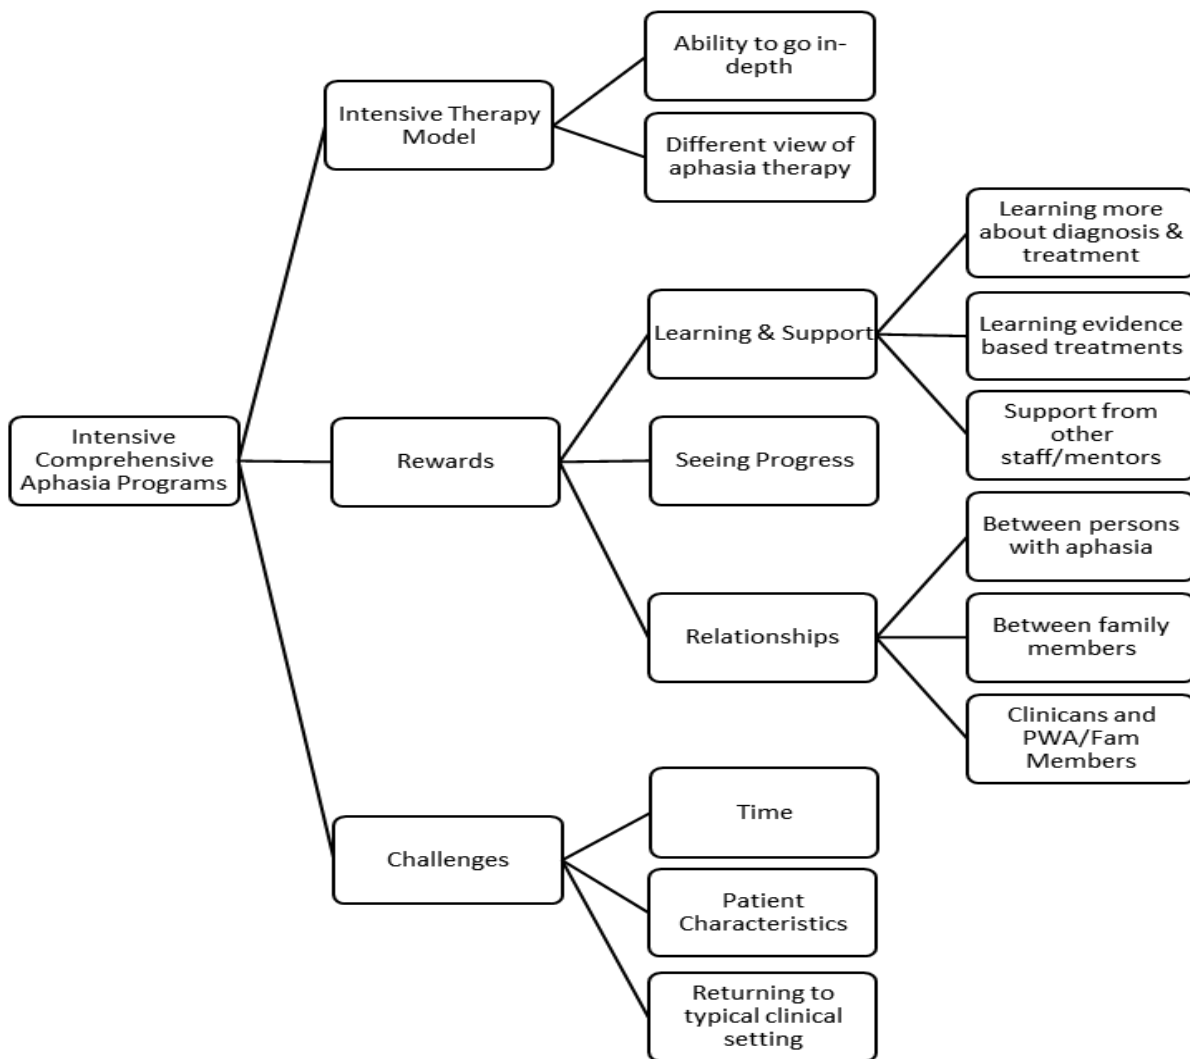 Ability to go in-
depth
Intensive Therapy
Model
Different view of
aphasia therapy
Learning more
about diagnosis &
treatment
Learning & Support
Learning evidence
based treatments
Support from
other
staff/mentors
Intensive
Comprehensive
Aphasia Programs
Rewards
Seeing Progress
Between persons
with aphasia
Relationships
Between family
members
Clinicans and
PWA/Fam
Members
Challenges
Time
Patient
Characteristics
Returning to
typical clinical
setting